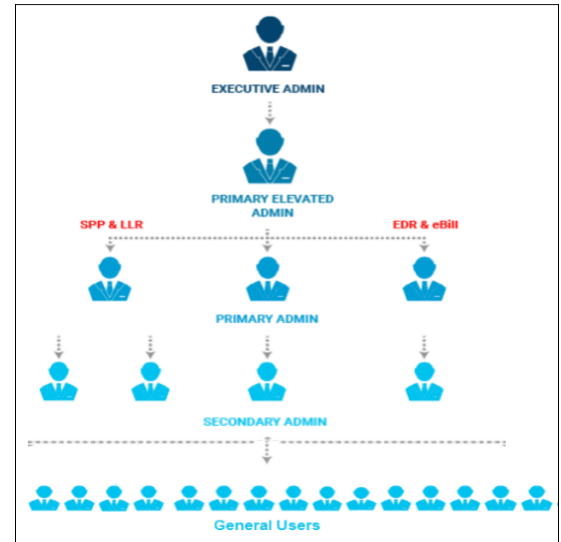 EXECUTIVE ADMIN
PRIMARY ELEVATED
ADMIN
SPP & LLR
EDR & eBill
PRIMARY ADMIN
SECONDARY ADMIN
General Users